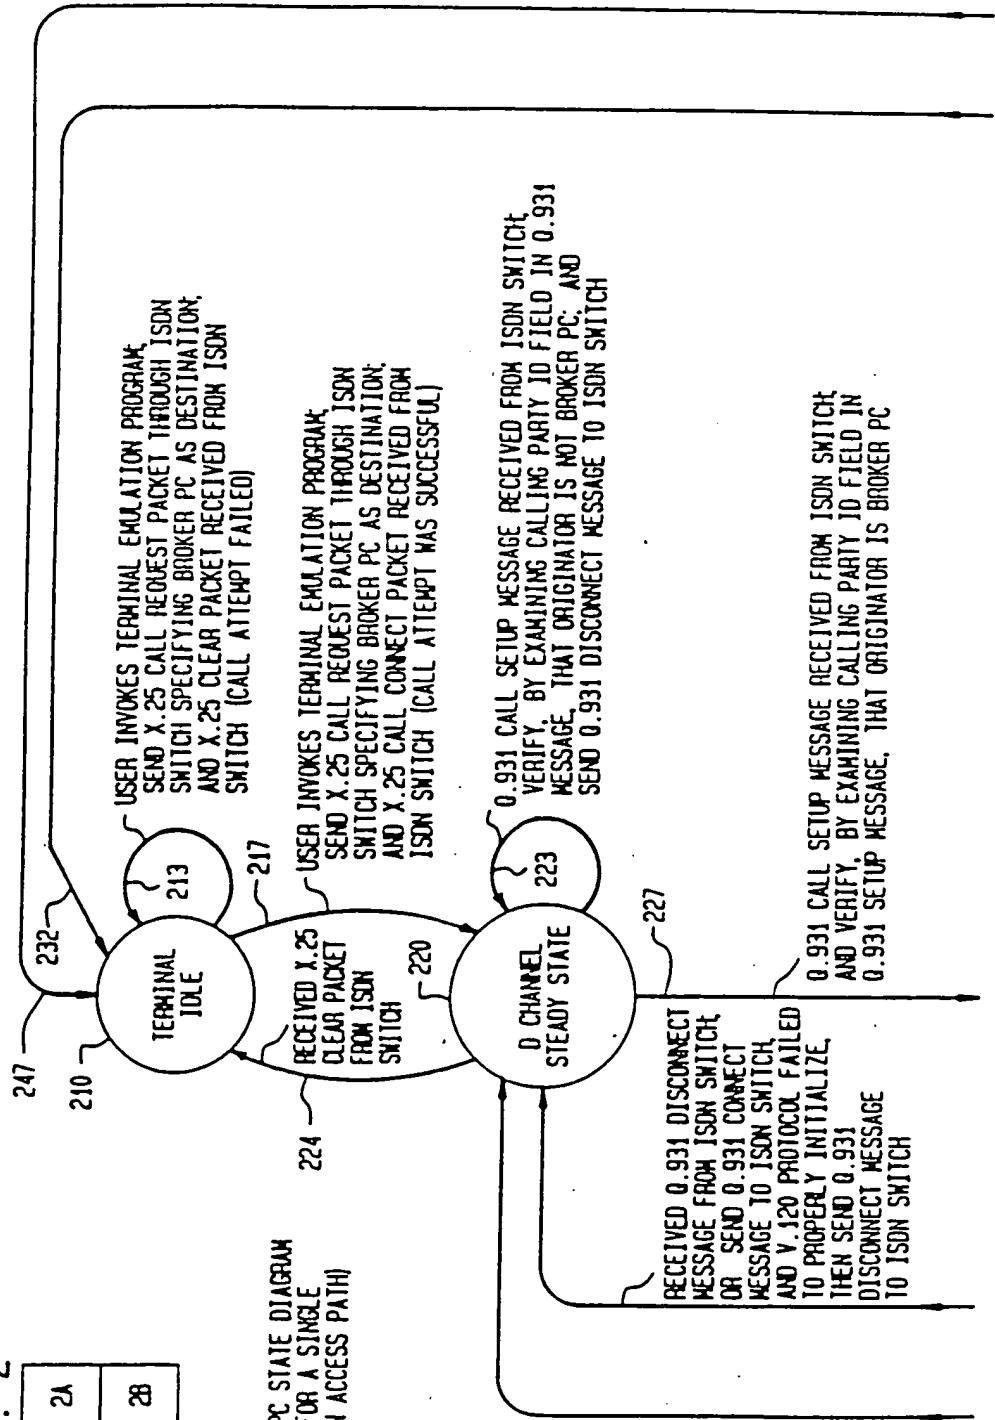 247
232
210
TERMINAL
IDLE
213
USER INVOKES TERMINAL EMULATION PROGRAM;
SEND X.25 CALL REQUEST PACKET THROUGH ISDN
SWITCH SPECIFYING BROKER PC AS DESTINATION;
AND X.25 CLEAR PACKET RECEIVED FROM ISDN
SWITCH (CALL ATTEMPT FAILED)
217
USER INVOKES TERMINAL EMULATION PROGRAM;
SEND X.25 CALL REQUEST PACKET THROUGH ISDN
SWITCH SPECIFYING BROKER PC AS DESTINATION;
AND X.25 CALL CONNECT PACKET RECEIVED FROM
ISDN SWITCH (CALL ATTEMPT WAS SUCCESSFUL)
224
RECEIVED X.25
CLEAR PACKET
FROM ISDN
SWITCH
220
D CHANNEL
STEADY STATE
223
Q.931 CALL SETUP MESSAGE RECEIVED FROM ISDN SWITCH;
VERIFY, BY EXAMINING CALLING PARTY ID FIELD IN Q.931
MESSAGE, THAT ORIGINATOR IS NOT BROKER PC; AND
SEND Q.931 DISCONNECT MESSAGE TO ISDN SWITCH
227
Q.931 CALL SETUP MESSAGE RECEIVED FROM ISDN SWITCH;
AND VERIFY, BY EXAMINING CALLING PARTY ID FIELD IN
Q.931 SETUP MESSAGE, THAT ORIGINATOR IS BROKER PC
RECEIVED Q.931 DISCONNECT
MESSAGE FROM ISDN SWITCH;
OR SEND Q.931 CONNECT
MESSAGE TO ISDN SWITCH,
AND V.120 PROTOCOL FAILED
TO PROPERLY INITIALIZE,
THEN SEND Q.931
DISCONNECT MESSAGE
TO ISDN SWITCH
2A
2B
PC STATE DIAGRAM
FOR A SINGLE
ACCESS PATH)